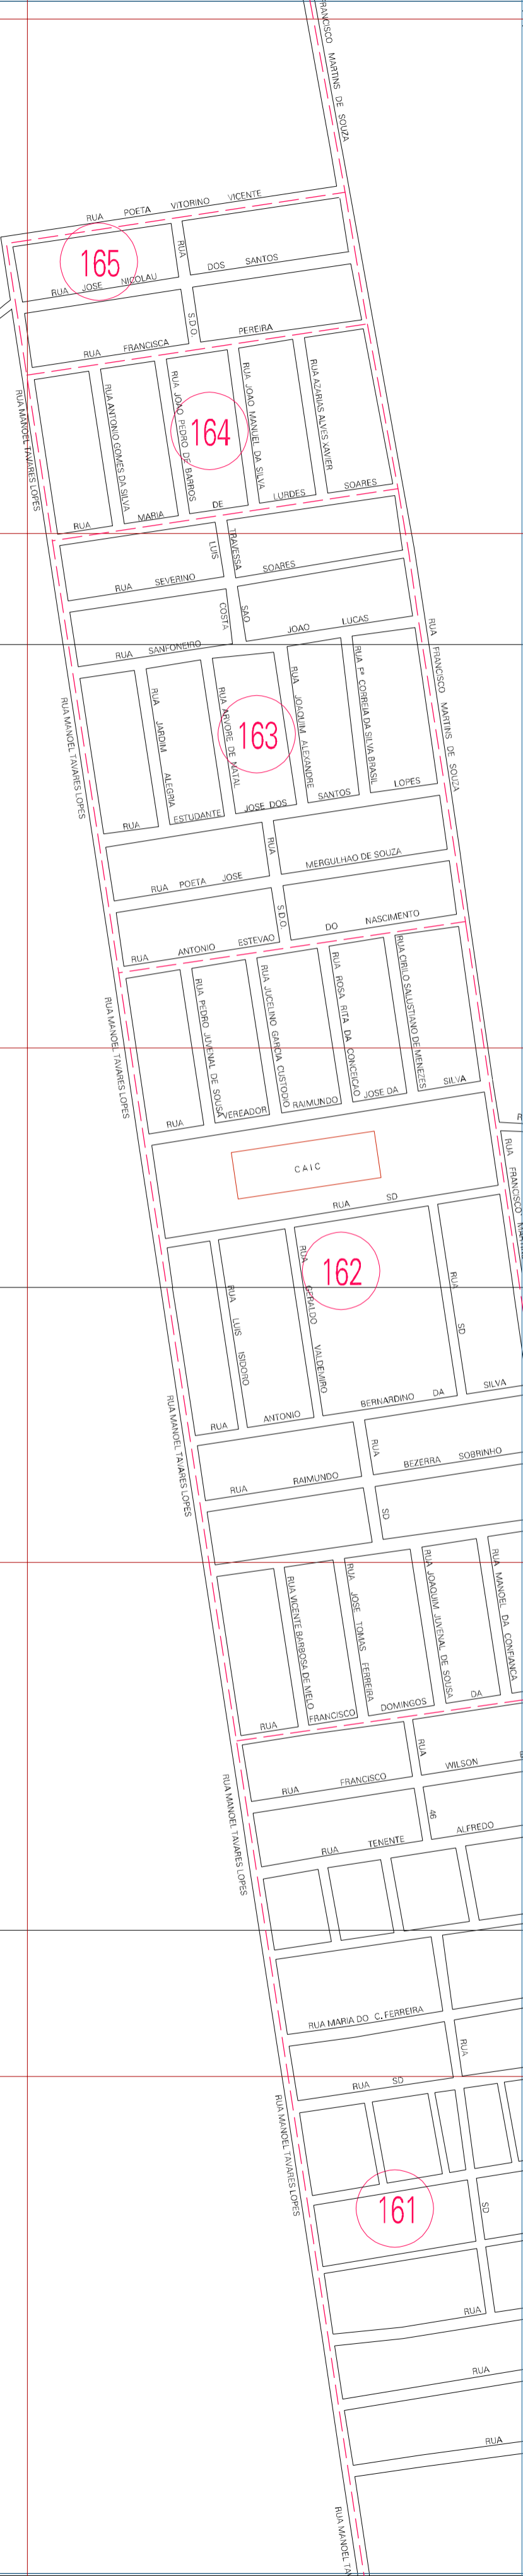 FRANCISCO MARTINS DE SOUZA
RUA POETA VITORINO VICENTE
165
RUA
RUA JOSE NICOLAU DOS SANTOS
S.D.O.
RUA FRANCISCA PEREIRA
RUA MANOEL TAVARES LOPES
RUA ANTONIO GOMES DA SILVA
RUA JOAO PEDRO DE BARROS
164
RUA JOAO MANUEL DA SILVA
RUA AZARIAS ALVES XAVIER
RUA MARIA DE LURDES SOARES
LUIS
TRAVESSA
RUA SEVERINO SOARES
COSTA
SAO
RUA SANFONEIRO JOAO LUCAS
RUA FRANCISCO MARTINS DE SOUZA
RUA MANOEL TAVARES LOPES
RUA JARDIM ALEGRIA
RUA ARVORE DE NATAL
163
RUA JOAQUIM ALEXANDRE
RUA Fº CORREIA DA SILVA BRASIL
RUA ESTUDANTE JOSE DOS SANTOS LOPES
RUA
RUA POETA JOSE MERGULHAO DE SOUZA
S.D.O.
RUA ANTONIO ESTEVAO DO NASCIMENTO
RUA MANOEL TAVARES LOPES
RUA PEDRO JUVENAL DE SOUSA
RUA JUCELINO GARCIA CUSTODIO
RUA ROSA RITA DA CONCEICAO
RUA CIRILO SALUSTIANO DE MENEZES
RUA VEREADOR RAIMUNDO JOSE DA SILVA
CAIC
RUA SD
RUA FRANCISCO
RUA LUIS ISIDORO
RUA GERALDO VALDEMIRO
162
RUA SD
RUA ANTONIO BERNARDINO DA SILVA
RUA MANOEL TAVARES LOPES
RUA
RUA RAIMUNDO BEZERRA SOBRINHO
SD
RUA VICENTE BARBOSA DE MELO
RUA JOSE TOMAS FERREIRA
RUA JOAQUIM JUVENAL DE SOUSA
RUA MANOEL DA CONFIANCA
RUA FRANCISCO DOMINGOS DA
RUA MANOEL TAVARES LOPES
RUA
RUA FRANCISCO WILSON
46
RUA TENENTE ALFREDO
RUA MARIA DO C. FERREIRA
RUA
RUA SD
RUA MANOEL TAVARES LOPES
161
SD
RUA
RUA
RUA
RUA MANOEL TA